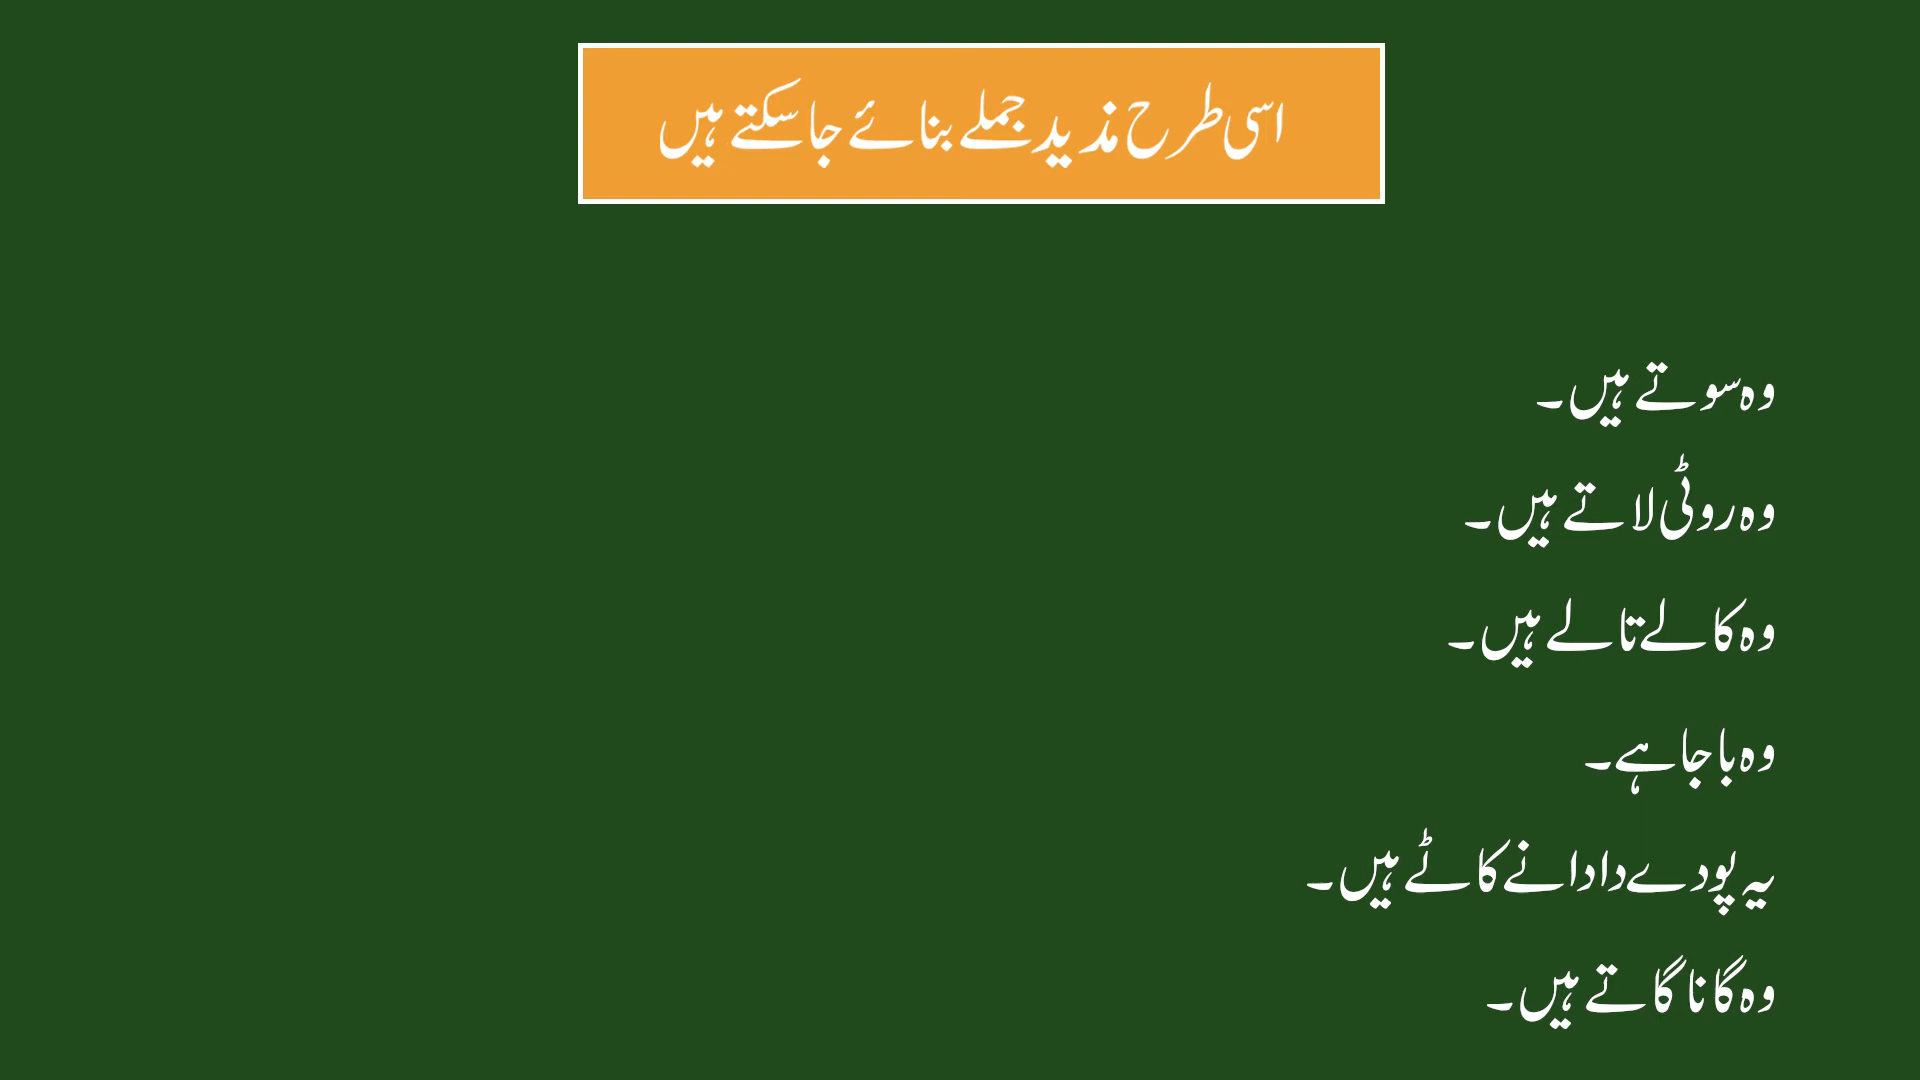 اسی طرح مذید جملے بنائے جاسکتے ہیں
وہ سوتے ہیں۔
وہ روٹی لاتے ہیں۔
وہ کالے تالے ہیں۔
وہ باجا ہے۔
یہ پودے دادا نے کاٹے ہیں۔
وہ گانا گاتے ہیں۔